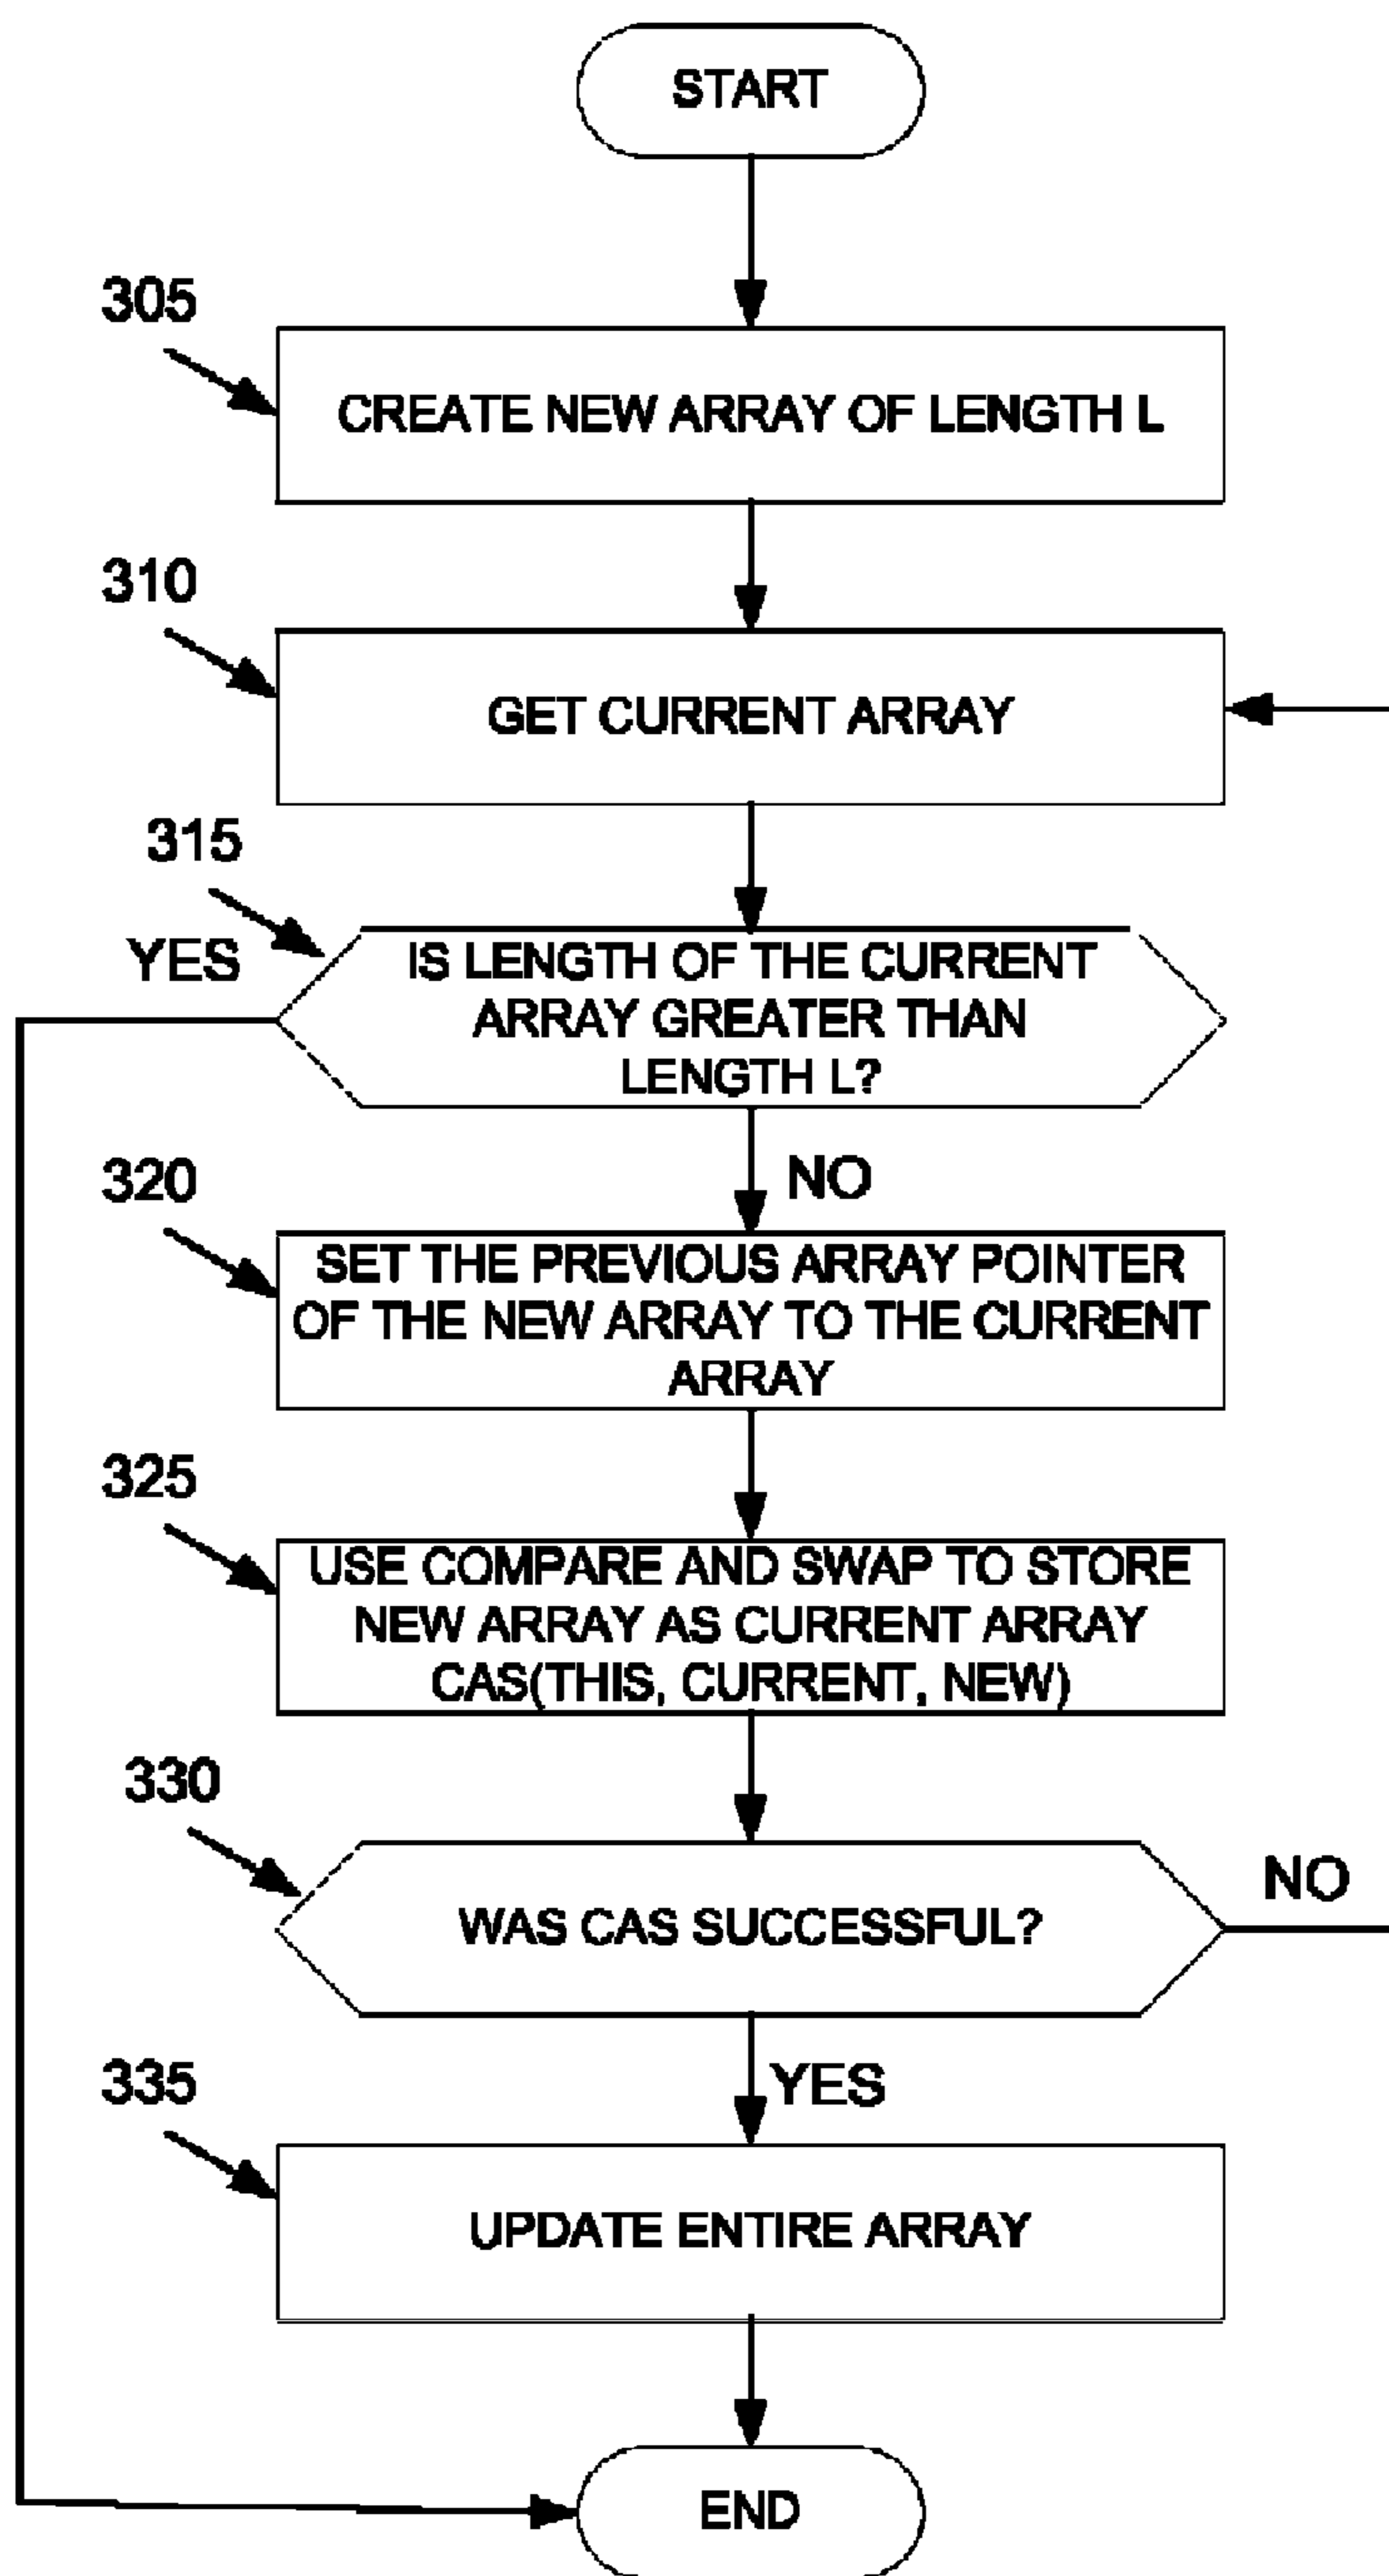 START
305
CREATE NEW ARRAY OF LENGTH L
310
GET CURRENT ARRAY
315
YES
IS LENGTH OF THE CURRENT
ARRAY GREATER THAN
LENGTH L?
NO
320
SET THE PREVIOUS ARRAY POINTER
OF THE NEW ARRAY TO THE CURRENT
ARRAY
325
USE COMPARE AND SWAP TO STORE
NEW ARRAY AS CURRENT ARRAY
CAS(THIS, CURRENT, NEW)
330
WAS CAS SUCCESSFUL?
NO
YES
335
UPDATE ENTIRE ARRAY
END